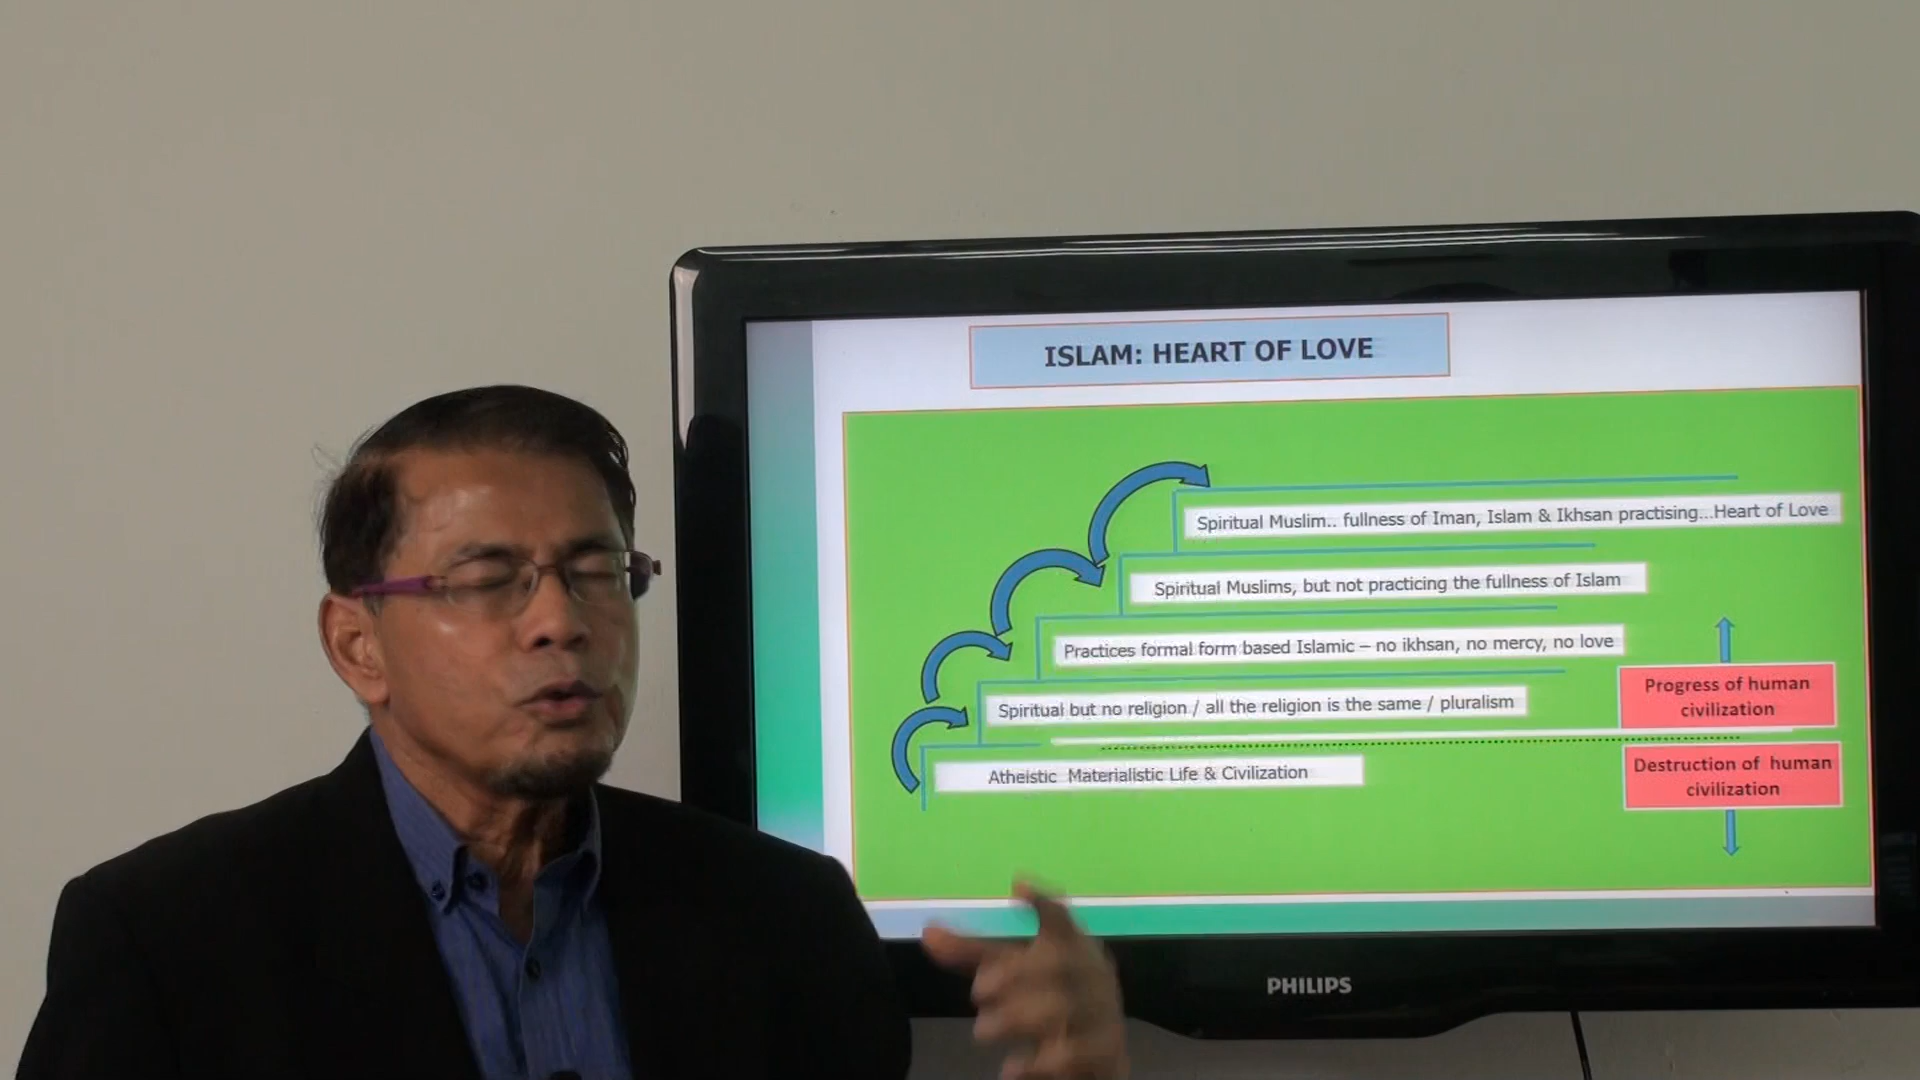 ISLAM: HEART OF LOVE
Spiritual Muslim.. fullness of Iman, Islam & Ikhsan practising...Heart of Love
Spiritual Muslims, but not practicing the fullness of Islam
Practices formal form based Islamic – no ikhsan, no mercy, no love
Spiritual but no religion / all the religion is the same / pluralism
Atheistic Materialistic Life & Civilization
Progress of human
civilization
Destruction of human
civilization
PHILIPS